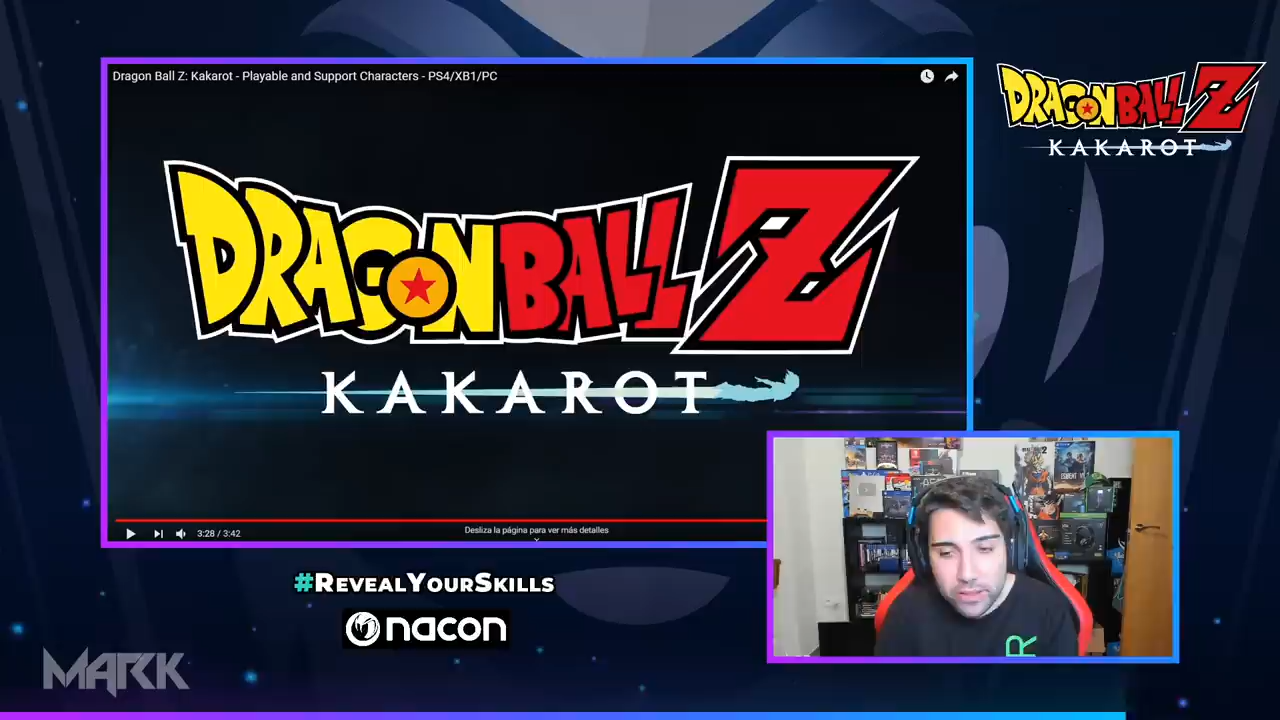 Dragon Ball Z: Kakarot - Playable and Support Characters - PS4/XB1/PC
DRAGON BALL Z
KAKAROT
DRAGON BALL Z
KAKAROT
3:28 / 3:42
Desliza la página para ver más detalles
#REVEALYOURSKILLS
nacon
MARK
R